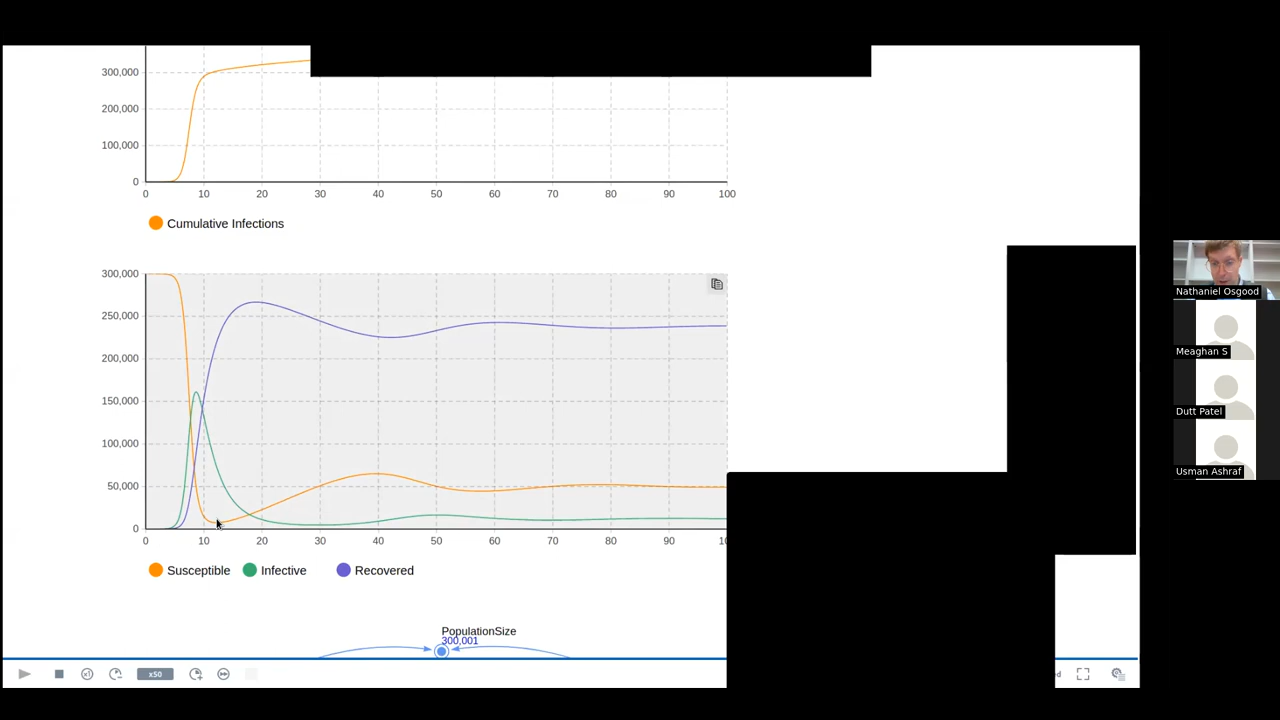 300,000
200,000
100,000
0
0 10 20 30 40 50 60 70 80 90 100
Cumulative Infections
300,000
250,000
200,000
150,000
100,000
50,000
0
0 10 20 30 40 50 60 70 80 90
Susceptible Infective Recovered
PopulationSize
300,001
x1 x50
Nathaniel Osgood
Meaghan S
Dutt Patel
Usman Ashraf